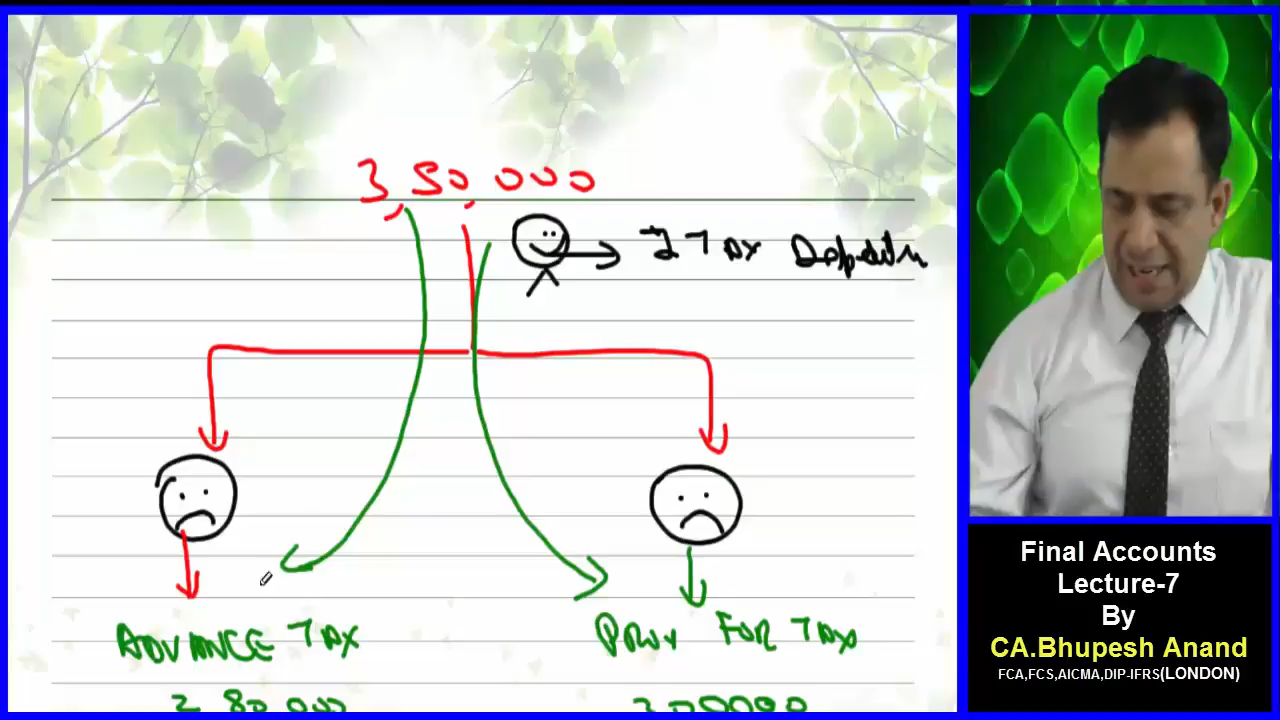 3,50,000
I TAX
ADVANCE TAX
PROV FOR TAX
Final Accounts
Lecture-7
By
CA.Bhupesh Anand
FCA,FCS,AICMA,DIP-IFRS(LONDON)